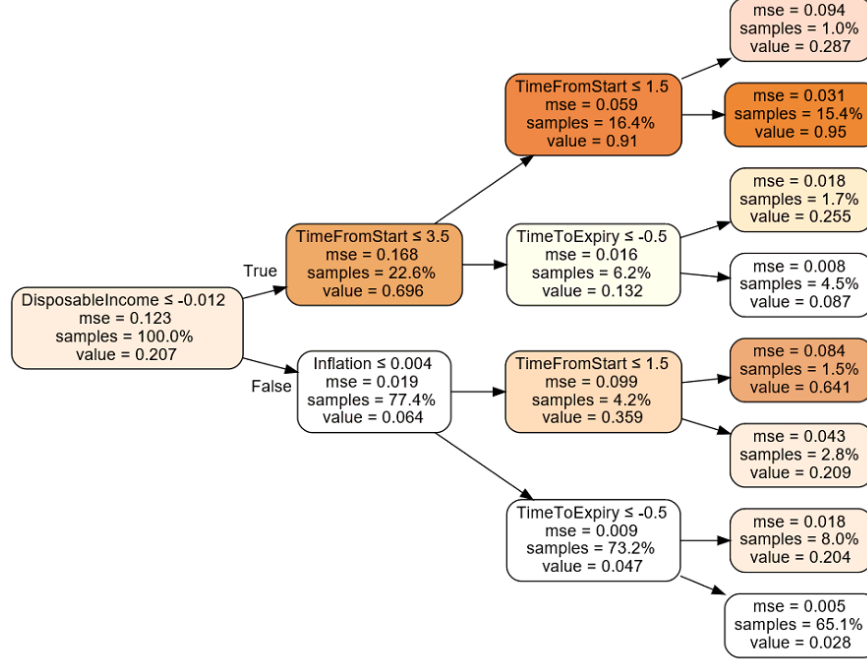 DisposableIncome ≤ -0.012
mse = 0.123
samples = 100.0%
value = 0.207
True
False
TimeFromStart ≤ 3.5
mse = 0.168
samples = 22.6%
value = 0.696
Inflation ≤ 0.004
mse = 0.019
samples = 77.4%
value = 0.064
TimeFromStart ≤ 1.5
mse = 0.059
samples = 16.4%
value = 0.91
TimeToExpiry ≤ -0.5
mse = 0.016
samples = 6.2%
value = 0.132
TimeFromStart ≤ 1.5
mse = 0.099
samples = 4.2%
value = 0.359
TimeToExpiry ≤ -0.5
mse = 0.009
samples = 73.2%
value = 0.047
mse = 0.094
samples = 1.0%
value = 0.287
mse = 0.031
samples = 15.4%
value = 0.95
mse = 0.018
samples = 1.7%
value = 0.255
mse = 0.008
samples = 4.5%
value = 0.087
mse = 0.084
samples = 1.5%
value = 0.641
mse = 0.043
samples = 2.8%
value = 0.209
mse = 0.018
samples = 8.0%
value = 0.204
mse = 0.005
samples = 65.1%
value = 0.028